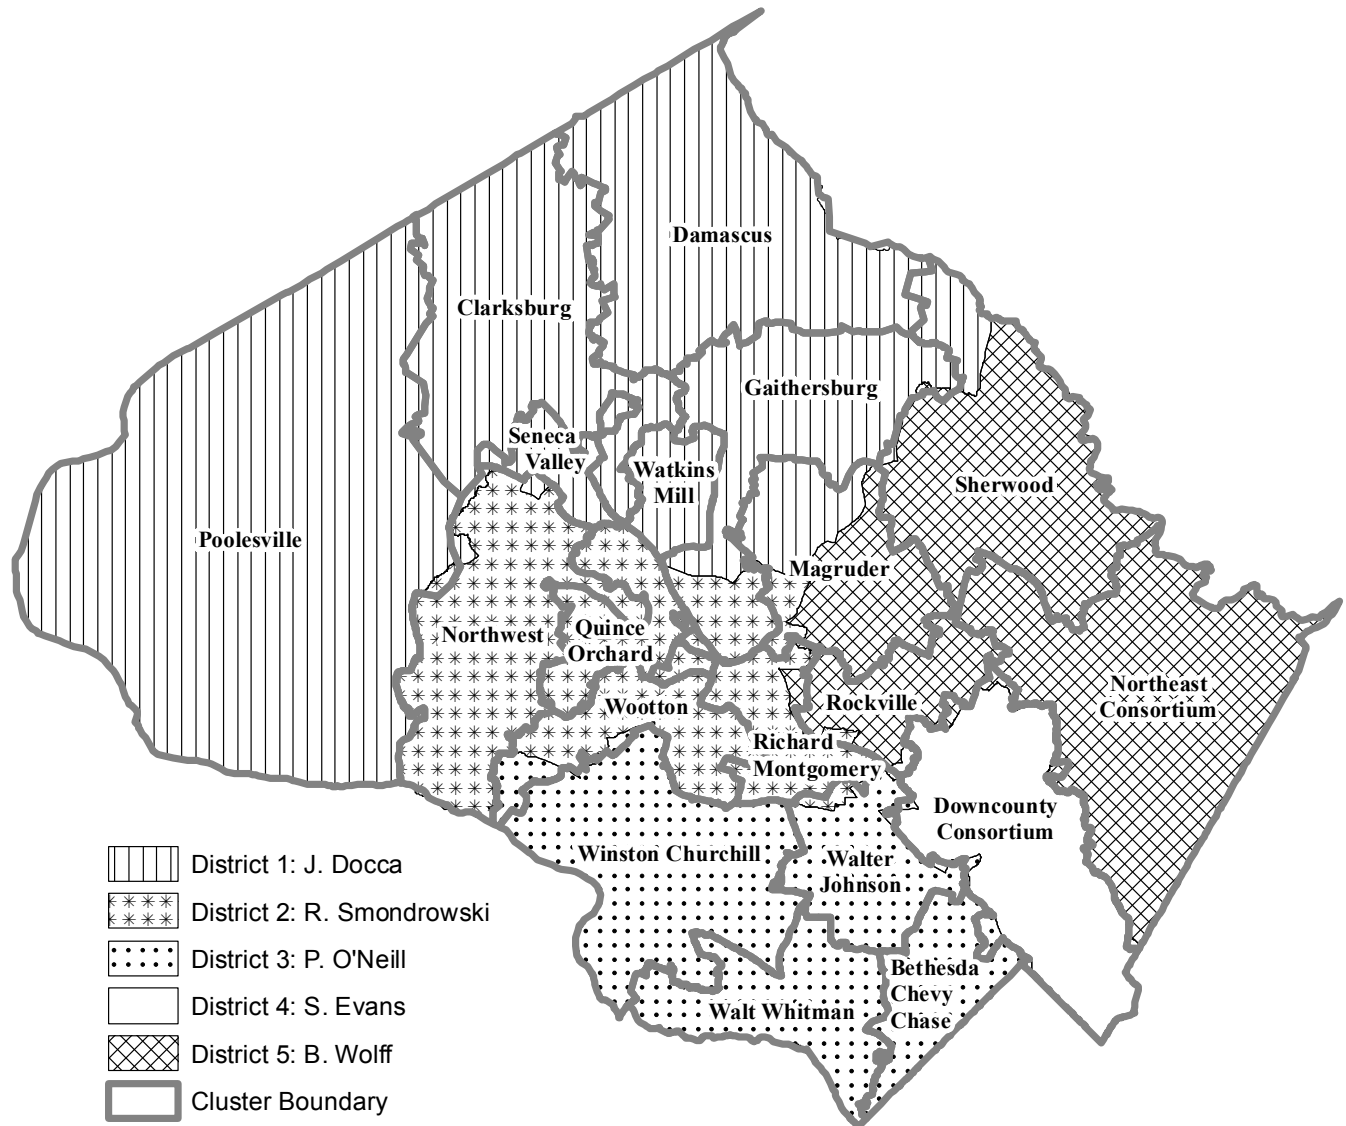 Damascus
Clarksburg
Gaithersburg
Seneca
Valley
Watkins
Mill
Sherwood
Poolesville
Magruder
Northwest
Quince
Orchard
Northeast
Consortium
Rockville
Wootton
Richard
Montgomery
Downcounty
Consortium
Winston Churchill
Walter
Johnson
Bethesda
Chevy
Chase
Walt Whitman
District 1: J. Docca
District 2: R. Smondrowski
District 3: P. O'Neill
District 4: S. Evans
District 5: B. Wolff
Cluster Boundary